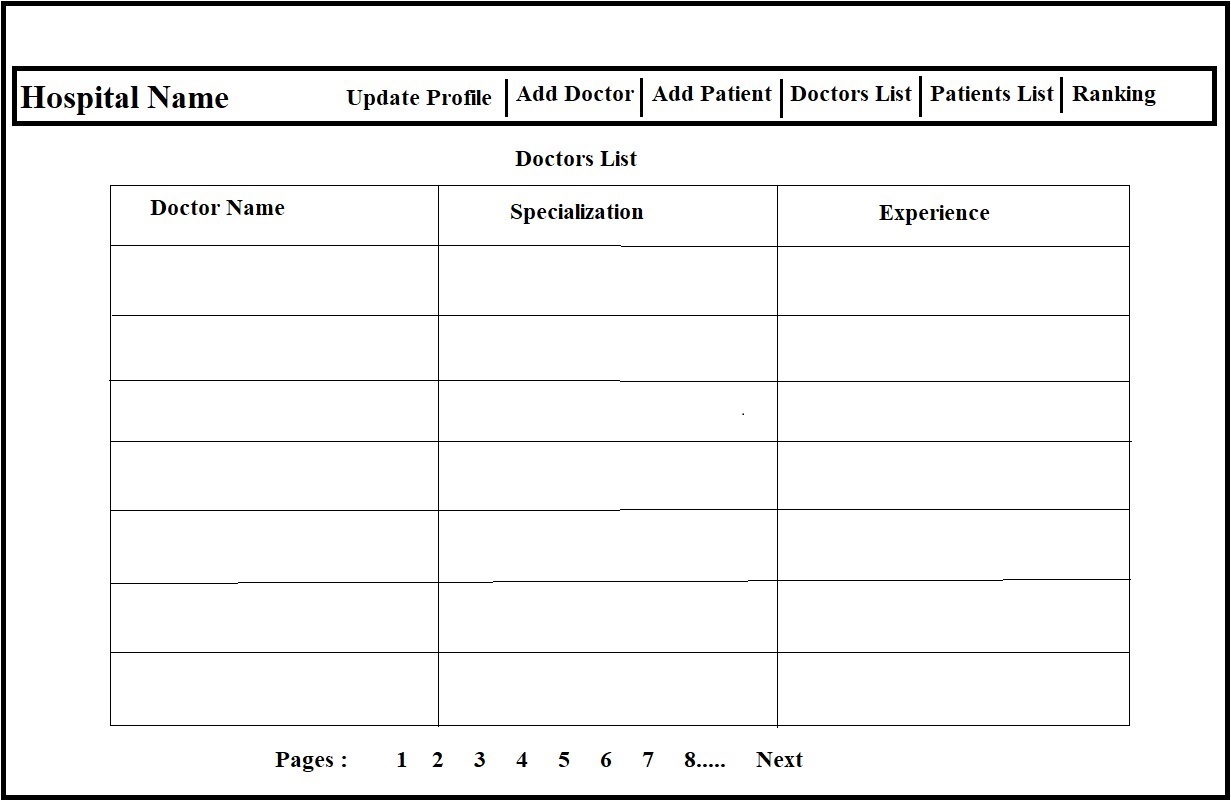 Hospital Name Update Profile Add Doctor Add Patient Doctors List Patients List Ranking
Doctors List
Doctor Name Specialization Experience
Pages : 1 2 3 4 5 6 7 8..... Next